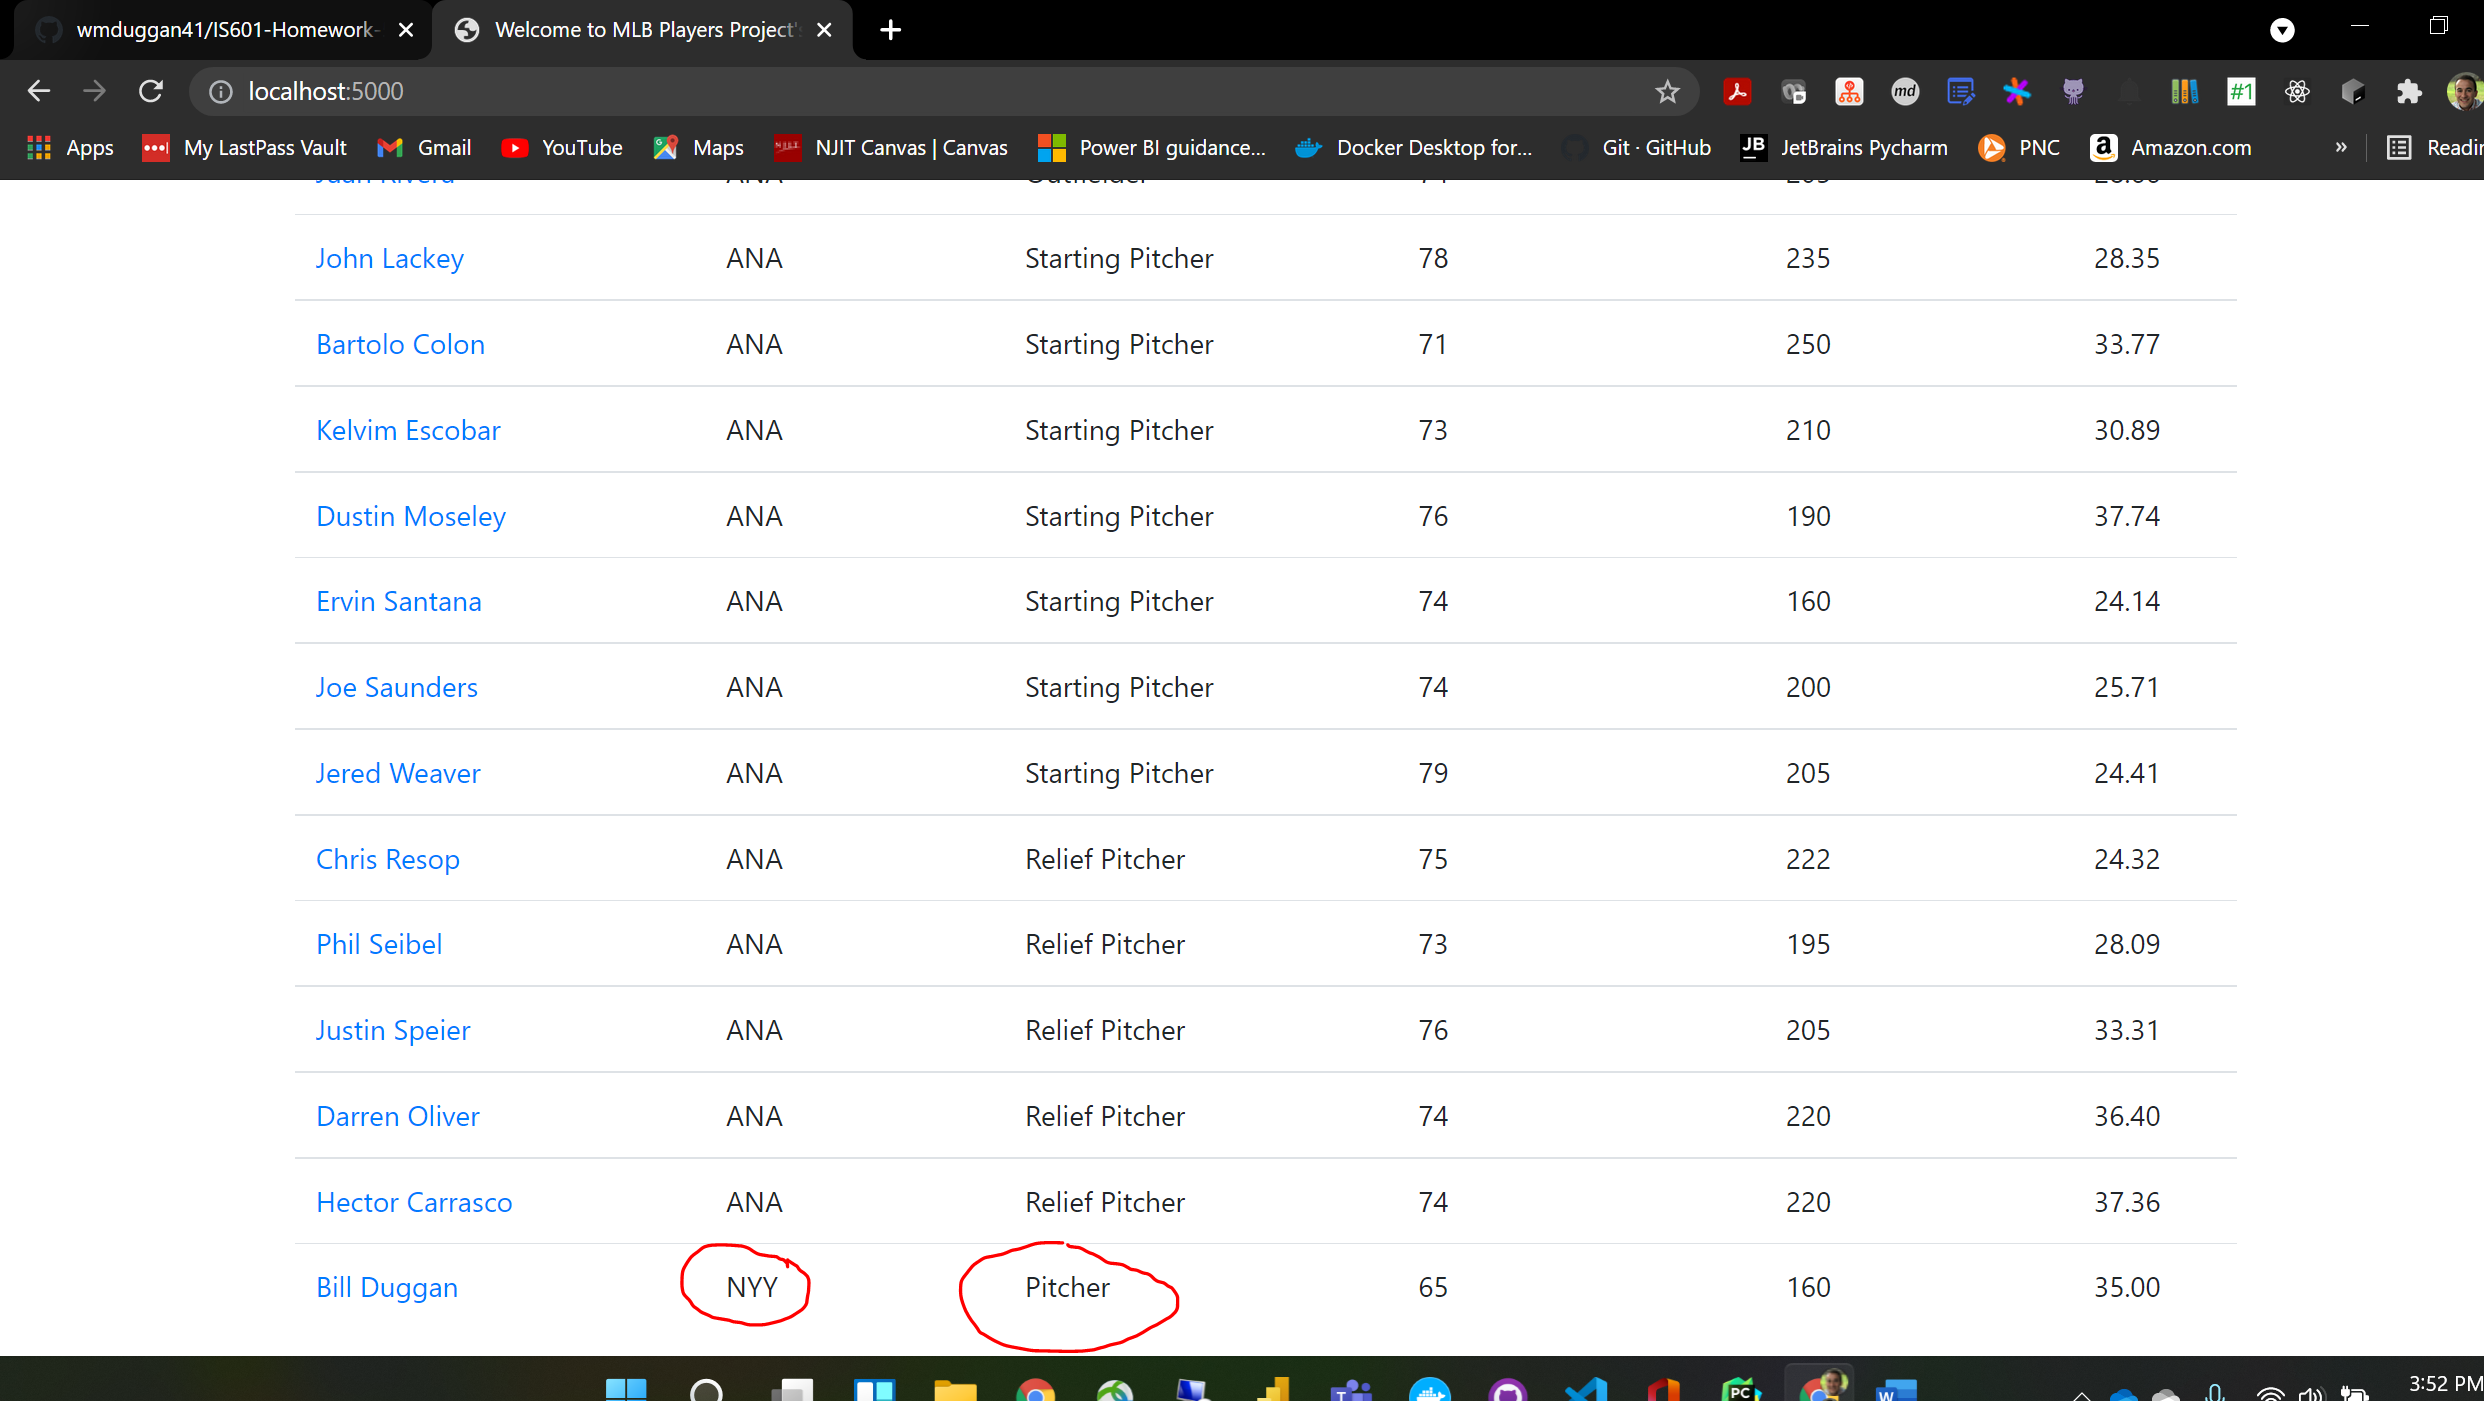 wmduggan41/IS601-Homework-
Welcome to MLB Players Project's
localhost:5000
md
#1
Apps My LastPass Vault Gmail YouTube Maps NJIT Canvas | Canvas Power BI guidance... Docker Desktop for... Git · GitHub JB JetBrains Pycharm PNC a Amazon.com » Readin
John Lackey ANA Starting Pitcher 78 235 28.35
Bartolo Colon ANA Starting Pitcher 71 250 33.77
Kelvim Escobar ANA Starting Pitcher 73 210 30.89
Dustin Moseley ANA Starting Pitcher 76 190 37.74
Ervin Santana ANA Starting Pitcher 74 160 24.14
Joe Saunders ANA Starting Pitcher 74 200 25.71
Jered Weaver ANA Starting Pitcher 79 205 24.41
Chris Resop ANA Relief Pitcher 75 222 24.32
Phil Seibel ANA Relief Pitcher 73 195 28.09
Justin Speier ANA Relief Pitcher 76 205 33.31
Darren Oliver ANA Relief Pitcher 74 220 36.40
Hector Carrasco ANA Relief Pitcher 74 220 37.36
Bill Duggan NYY Pitcher 65 160 35.00
PC
W
3:52 PM